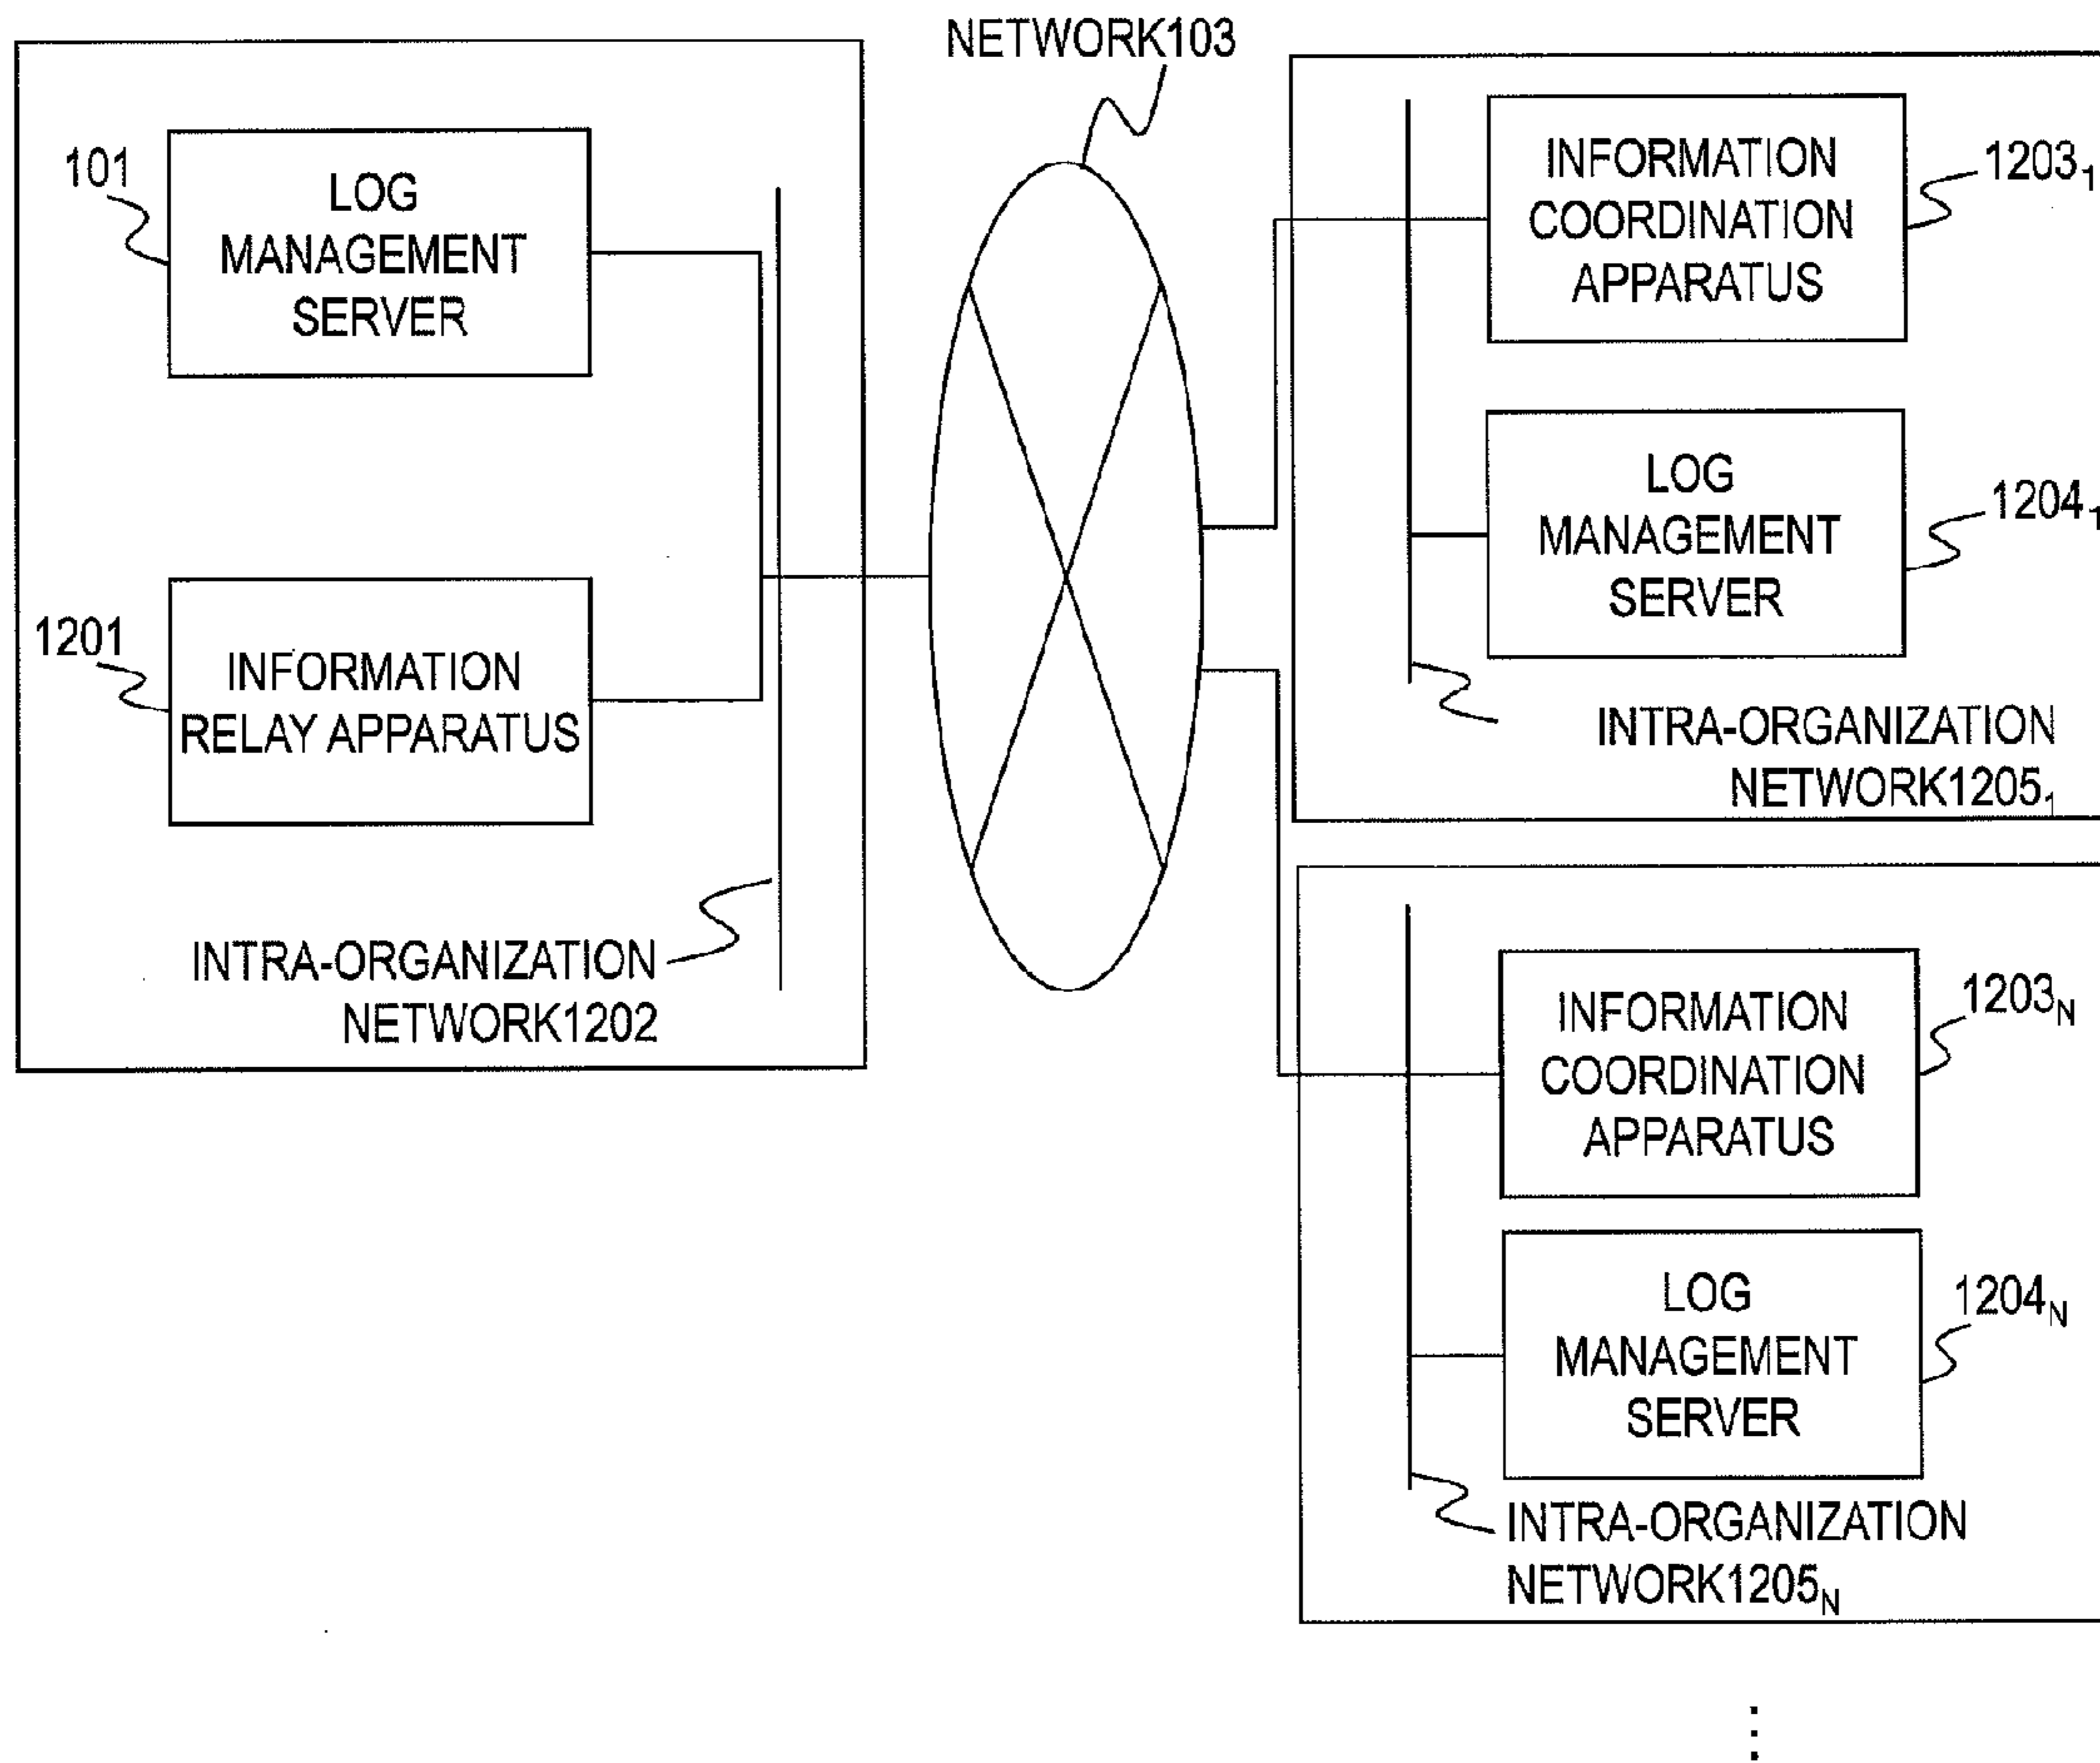 NETWORK103
101
LOG
MANAGEMENT
SERVER
1201
INFORMATION
RELAY APPARATUS
INTRA-ORGANIZATION
NETWORK1202
INFORMATION
COORDINATION
APPARATUS
1203₁
LOG
MANAGEMENT
SERVER
1204₁
INTRA-ORGANIZATION
NETWORK1205₁
INFORMATION
COORDINATION
APPARATUS
1203N
LOG
MANAGEMENT
SERVER
1204N
INTRA-ORGANIZATION
NETWORK1205N
⋮